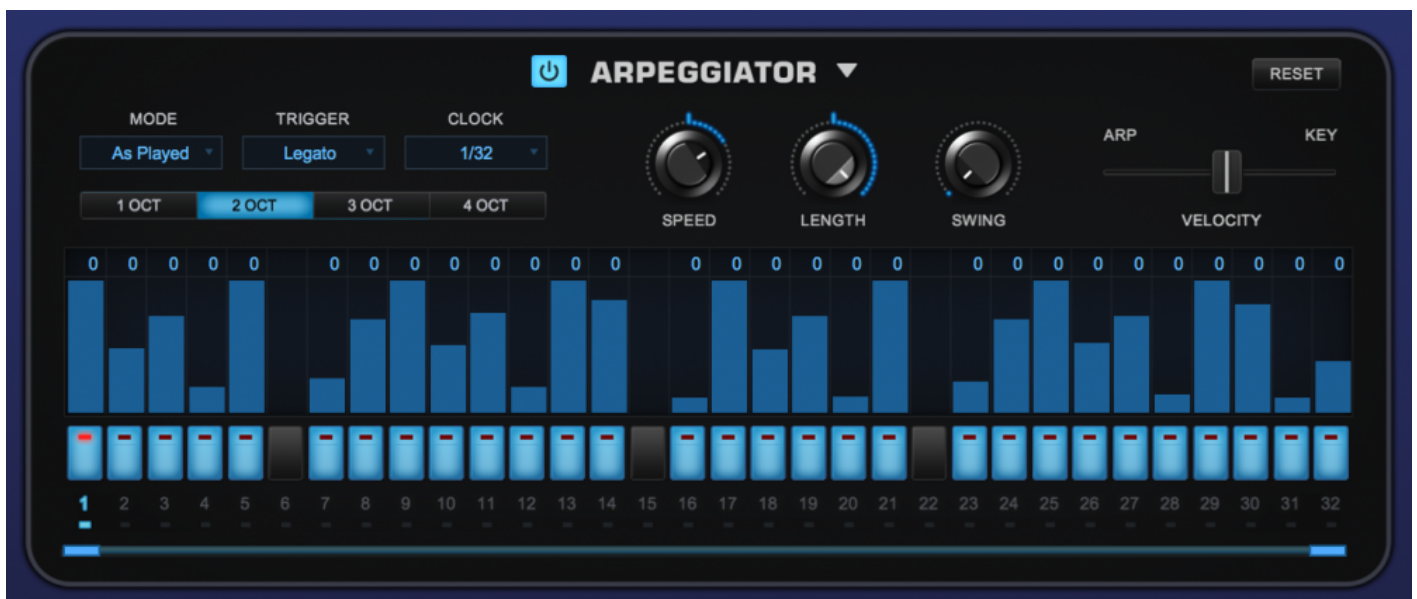 ARPEGGIATOR
RESET
MODE TRIGGER CLOCK
As Played Legato 1/32
1 OCT 2 OCT 3 OCT 4 OCT
SPEED LENGTH SWING
ARP KEY
VELOCITY
0 0 0 0 0 0 0 0 0 0 0 0 0 0 0 0 0 0 0 0 0 0 0 0 0 0 0 0 0
1 2 3 4 5 6 7 8 9 10 11 12 13 14 15 16 17 18 19 20 21 22 23 24 25 26 27 28 29 30 31 32